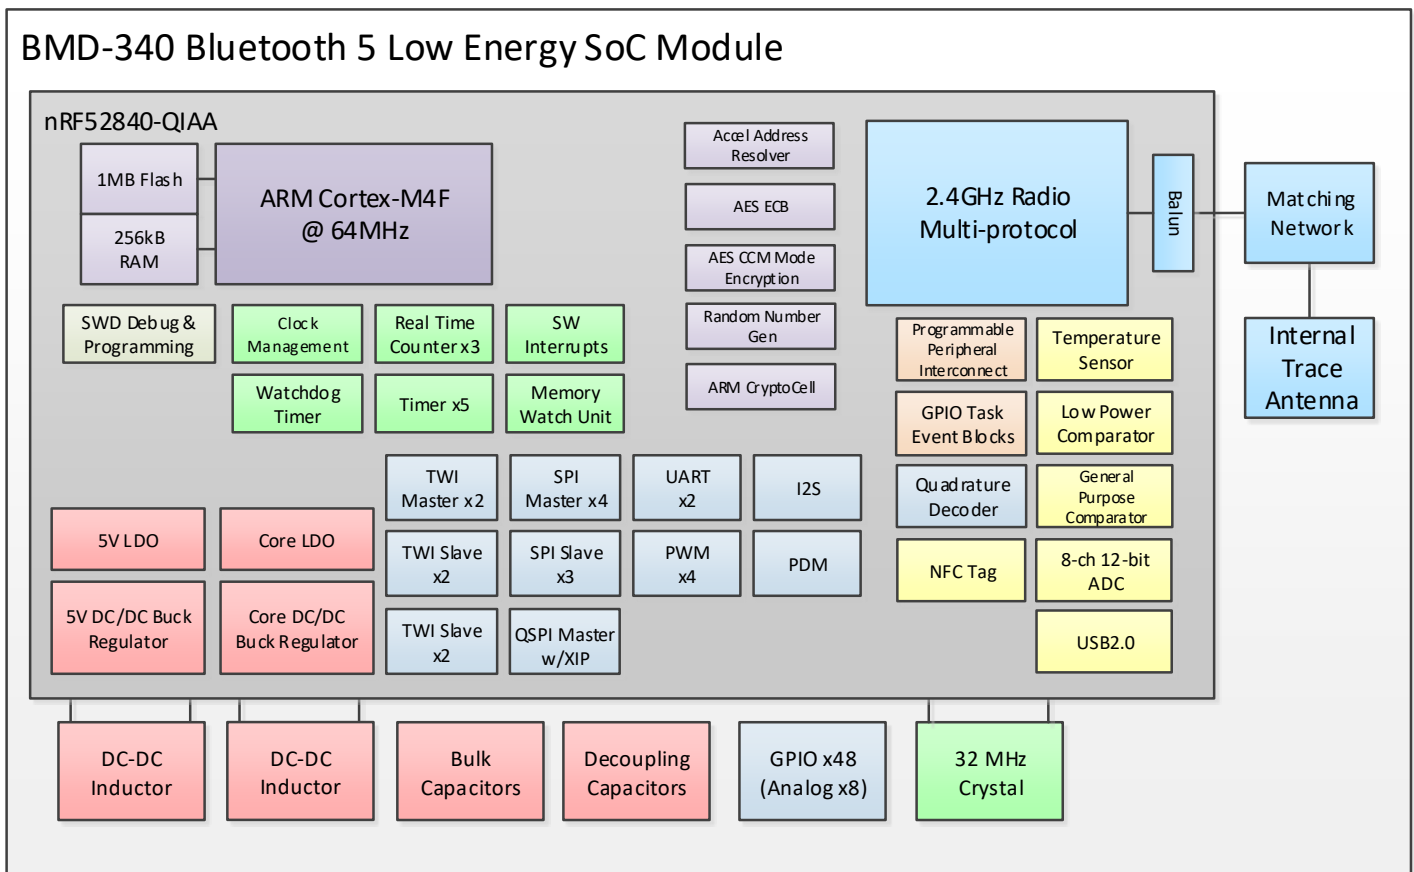 BMD-340 Bluetooth 5 Low Energy SoC Module
nRF52840-QIAA
1MB Flash
256kB
RAM
ARM Cortex-M4F
@ 64MHz
Accel Address
Resolver
AES ECB
AES CCM Mode
Encryption
Random Number
Gen
ARM CryptoCell
2.4GHz Radio
Multi-protocol
Balun
Matching
Network
Internal
Trace
Antenna
SWD Debug &
Programming
Clock
Management
Real Time
Counter x3
SW
Interrupts
Watchdog
Timer
Timer x5
Memory
Watch Unit
Programmable
Peripheral
Interconnect
Temperature
Sensor
GPIO Task
Event Blocks
Low Power
Comparator
Quadrature
Decoder
General
Purpose
Comparator
NFC Tag
8-ch 12-bit
ADC
USB2.0
TWI
Master x2
SPI
Master x4
UART
x2
I2S
TWI Slave
x2
SPI Slave
x3
PWM
x4
PDM
TWI Slave
x2
QSPI Master
w/XIP
5V LDO
Core LDO
5V DC/DC Buck
Regulator
Core DC/DC
Buck Regulator
DC-DC
Inductor
DC-DC
Inductor
Bulk
Capacitors
Decoupling
Capacitors
GPIO x48
(Analog x8)
32 MHz
Crystal